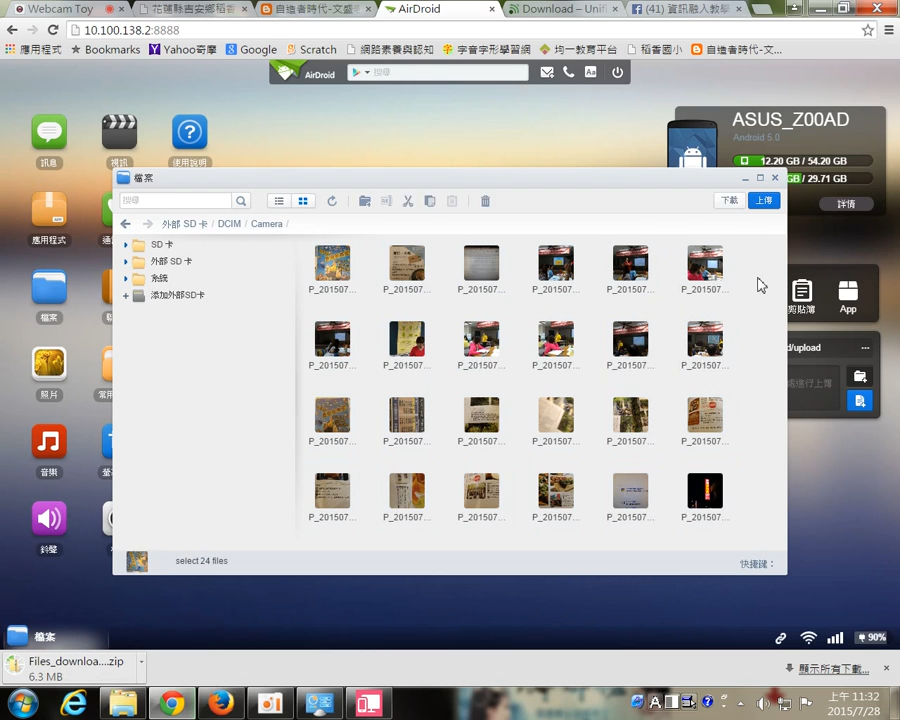 Webcam Toy
花蓮縣吉安鄉稻香
自造者時代-文盛
AirDroid
Download – Unifi
(41) 資訊融入教學
10.100.138.2:8888
應用程式
Bookmarks
Yahoo奇摩
Google
Scratch
網路素養與認知
字音字形學習網
均一教育平台
稻香國小
自造者時代-文...
AirDroid
搜尋
Aa
訊息
視訊
使用說明
ASUS_Z00AD
Android 5.0
12.20 GB / 54.20 GB
GB / 29.71 GB
詳情
檔案
搜尋
下載
上傳
外部 SD 卡 / DCIM / Camera /
SD 卡
外部 SD 卡
系統
添加外部SD卡
P_201507... P_201507... P_201507... P_201507... P_201507... P_201507...
P_201507... P_201507... P_201507... P_201507... P_201507... P_201507...
P_201507... P_201507... P_201507... P_201507... P_201507... P_201507...
P_201507... P_201507... P_201507... P_201507... P_201507... P_201507...
select 24 files
快捷鍵：
應用程式
檔案
照片
音樂
鈴聲
剪貼簿
App
d/upload
檔案
90%
Files_downloa....zip
6.3 MB
顯示所有下載...
上午 11:32
2015/7/28